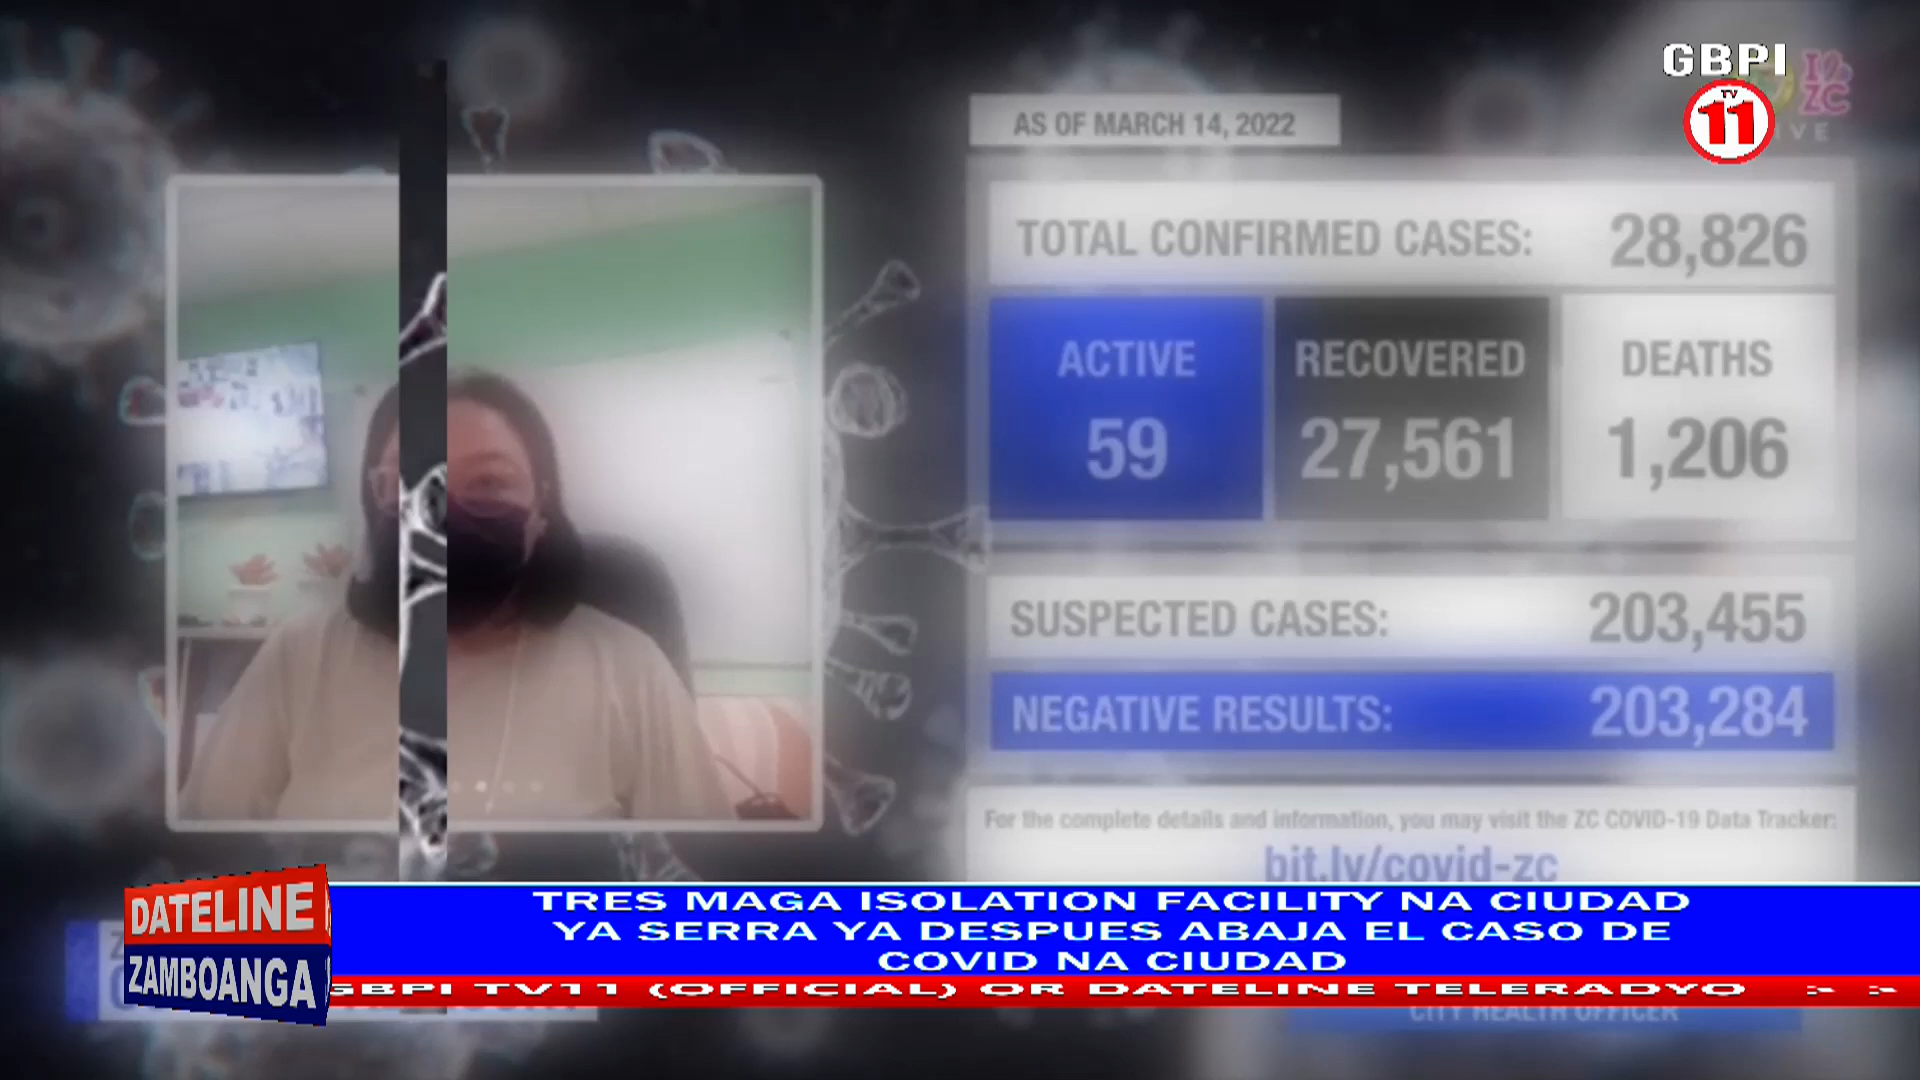 GBPI
TV
11
I ZC
AS OF MARCH 14, 2022
TOTAL CONFIRMED CASES: 28,826
ACTIVE RECOVERED DEATHS
59 27,561 1,206
SUSPECTED CASES: 203,455
NEGATIVE RESULTS: 203,284
For the complete details and information, you may visit the ZC COVID-19 Data Tracker:
bit.ly/covid-zc
DATELINE
ZAMBOANGA
TRES MAGA ISOLATION FACILITY NA CIUDAD
YA SERRA YA DESPUES ABAJA EL CASO DE
COVID NA CIUDAD
GBPI TV11 (OFFICIAL) OR DATELINE TELERADYO :- :-
CITY HEALTH OFFICER